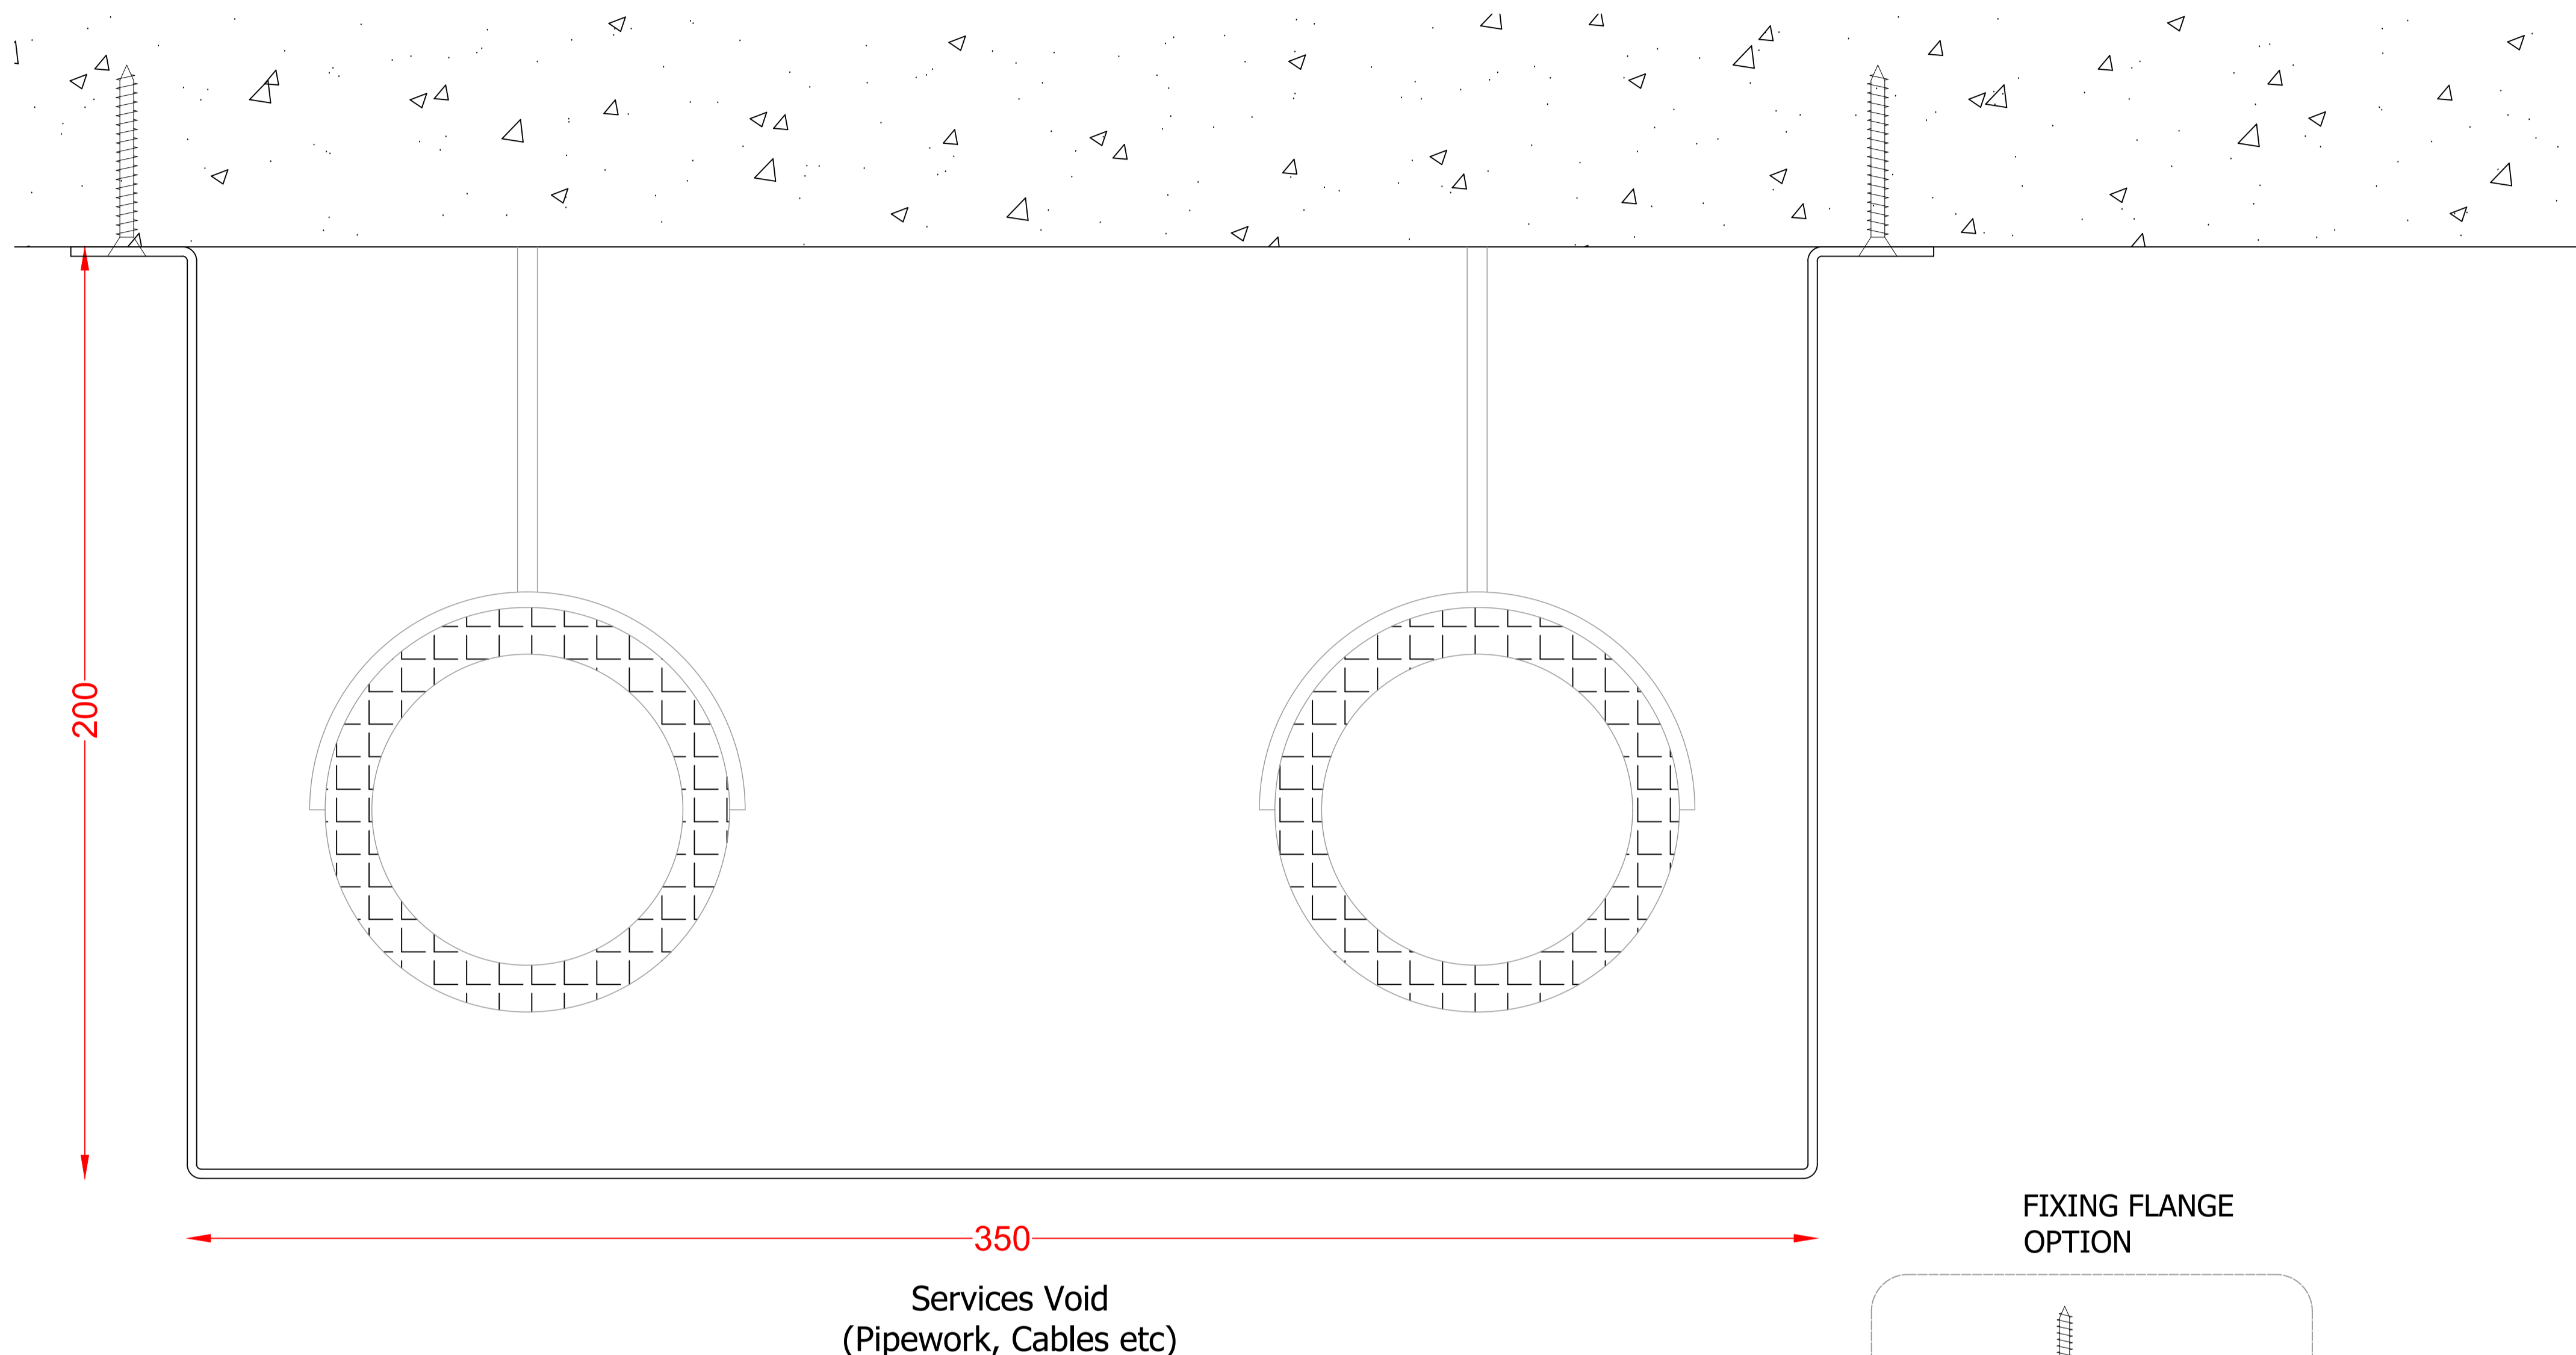 200
350
FIXING FLANGE
OPTION
Services Void
(Pipework, Cables etc)